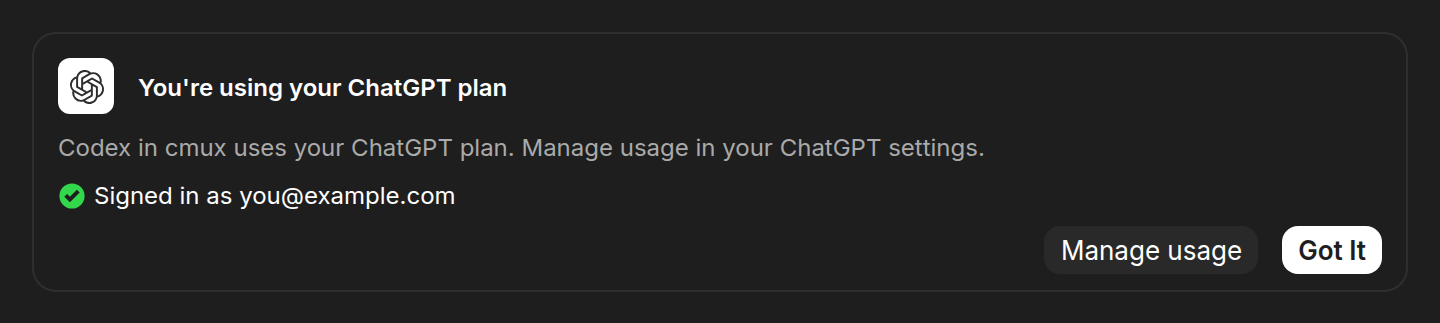 You're using your ChatGPT plan
Codex in cmux uses your ChatGPT plan. Manage usage in your ChatGPT settings.
Signed in as you@example.com
Manage usage
Got It